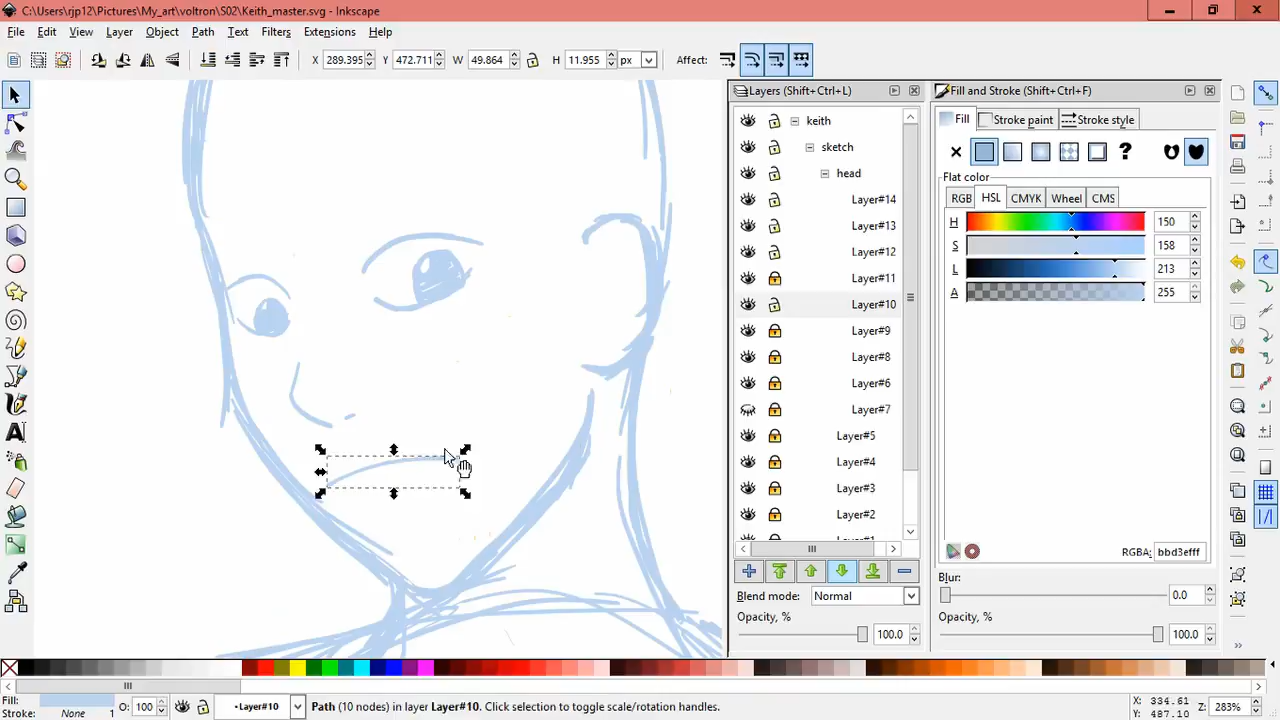 C:\Users\rjp12\Pictures\My_art\voltron\S02\Keith_master.svg - Inkscape
File Edit View Layer Object Path Text Filters Extensions Help
X 289.395 Y 472.711 W 49.864 H 11.955 px Affect:
Layers (Shift+Ctrl+L)
Fill and Stroke (Shift+Ctrl+F)
keith
sketch
head
Layer#14
Layer#13
Layer#12
Layer#11
Layer#10
Layer#9
Layer#8
Layer#6
Layer#7
Layer#5
Layer#4
Layer#3
Layer#2
Blend mode: Normal
Opacity, %
100.0
Fill Stroke paint Stroke style
?
Flat color
RGB HSL CMYK Wheel CMS
H 150
S 158
L 213
A 255
RGBA: bbd3efff
Blur:
0.0
Opacity, %
100.0
Fill:
Stroke: None 1
O: 100
•Layer#10
Path (10 nodes) in layer Layer#10. Click selection to toggle scale/rotation handles.
X: 334.61
Y: 487.10
Z: 283%